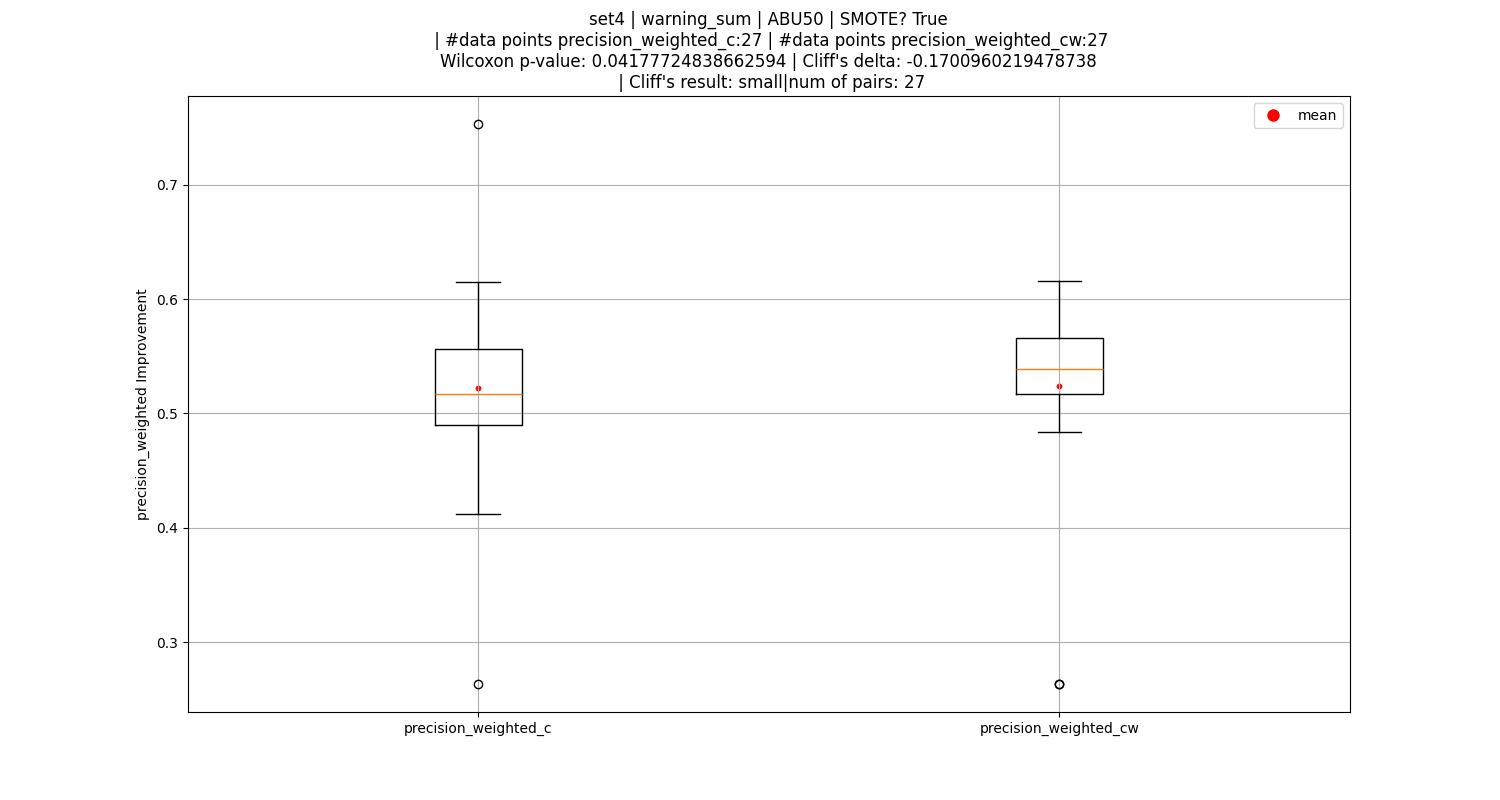 set4 | warning_sum | ABU50 | SMOTE? True
| #data points precision_weighted_c:27 | #data points precision_weighted_cw:27
Wilcoxon p-value: 0.04177724838662594 | Cliff's delta: -0.1700960219478738
| Cliff's result: small|num of pairs: 27
mean
0.7
0.6
0.5
0.4
0.3
precision_weighted Improvement
precision_weighted_c
precision_weighted_cw